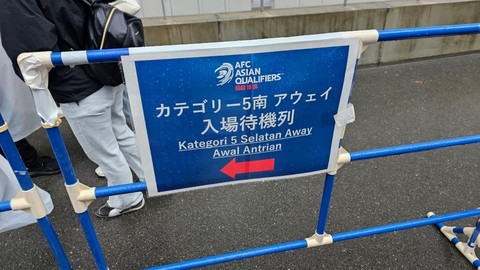 AFC
ASIAN
QUALIFIERS
ROAD TO 26
カテゴリー5南 アウェイ
入場待機列
Kategori 5 Selatan Away
Awal Antrian